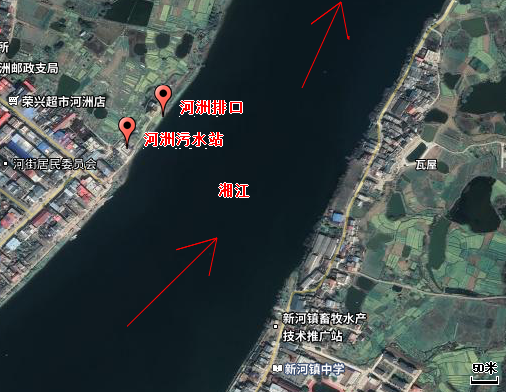 所
洲邮政支局
荣兴超市河洲店
河洲排口
河洲污水站
河街居民委员会
瓦屋
湘江
新河镇畜牧水产
技术推广站
新河镇中学
50米